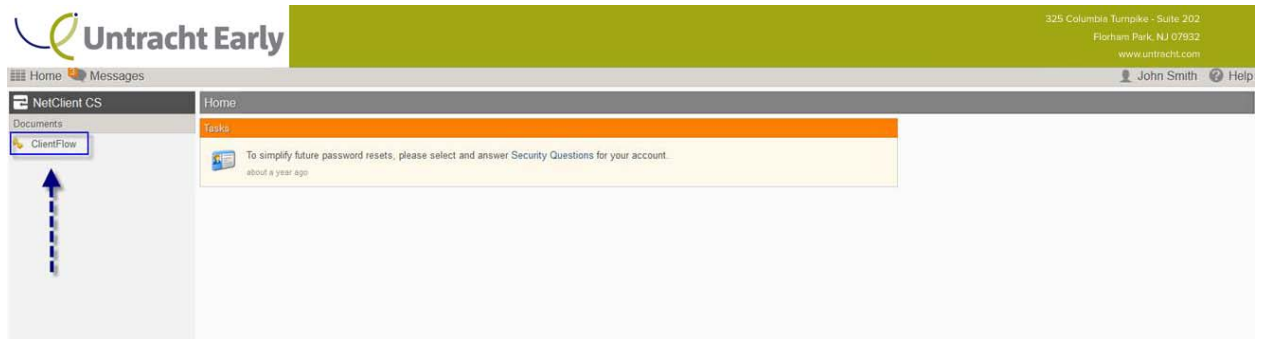 Untracht Early
325 Columbia Turnpike - Suite 202
Florham Park, NJ 07932
www.untracht.com
Home Messages
John Smith Help
NetClient CS
Home
Documents
Tasks
ClientFlow
To simplify future password resets, please select and answer Security Questions for your account.
about a year ago